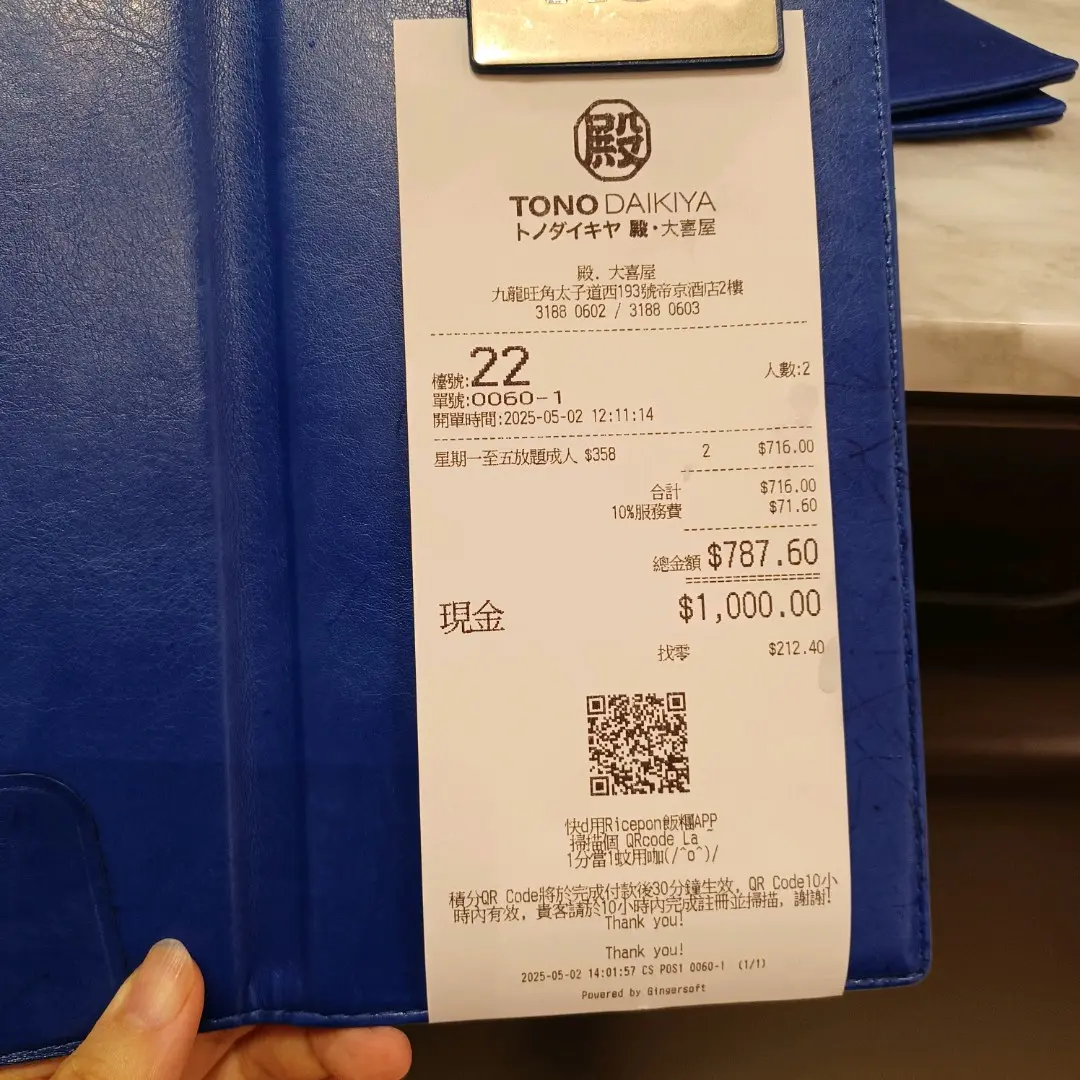 殿
TONO DAIKIYA
トノダイキヤ 殿・大喜屋
殿. 大喜屋
九龍旺角太子道西193號帝京酒店2樓
3188 0602 / 3188 0603
檯號:22 人數:2
單號:0060-1
開單時間:2025-05-02 12:11:14
星期一至五放題成人 $358 2 $716.00
合計 $716.00
10%服務費 $71.60
總金額 $787.60
現金 $1,000.00
找零 $212.40
快d用Ricepon飯糰APP
掃描個 QRcode La~
1分當1蚊用咖(/^o^)/
積分QR Code將於完成付款後30分鐘生效, QR Code10小
時內有效, 貴客請於10小時內完成註冊並掃描, 謝謝!
Thank you!
Thank you!
2025-05-02 14:01:57 CS POS1 0060-1 (1/1)
Powered by Gingersoft